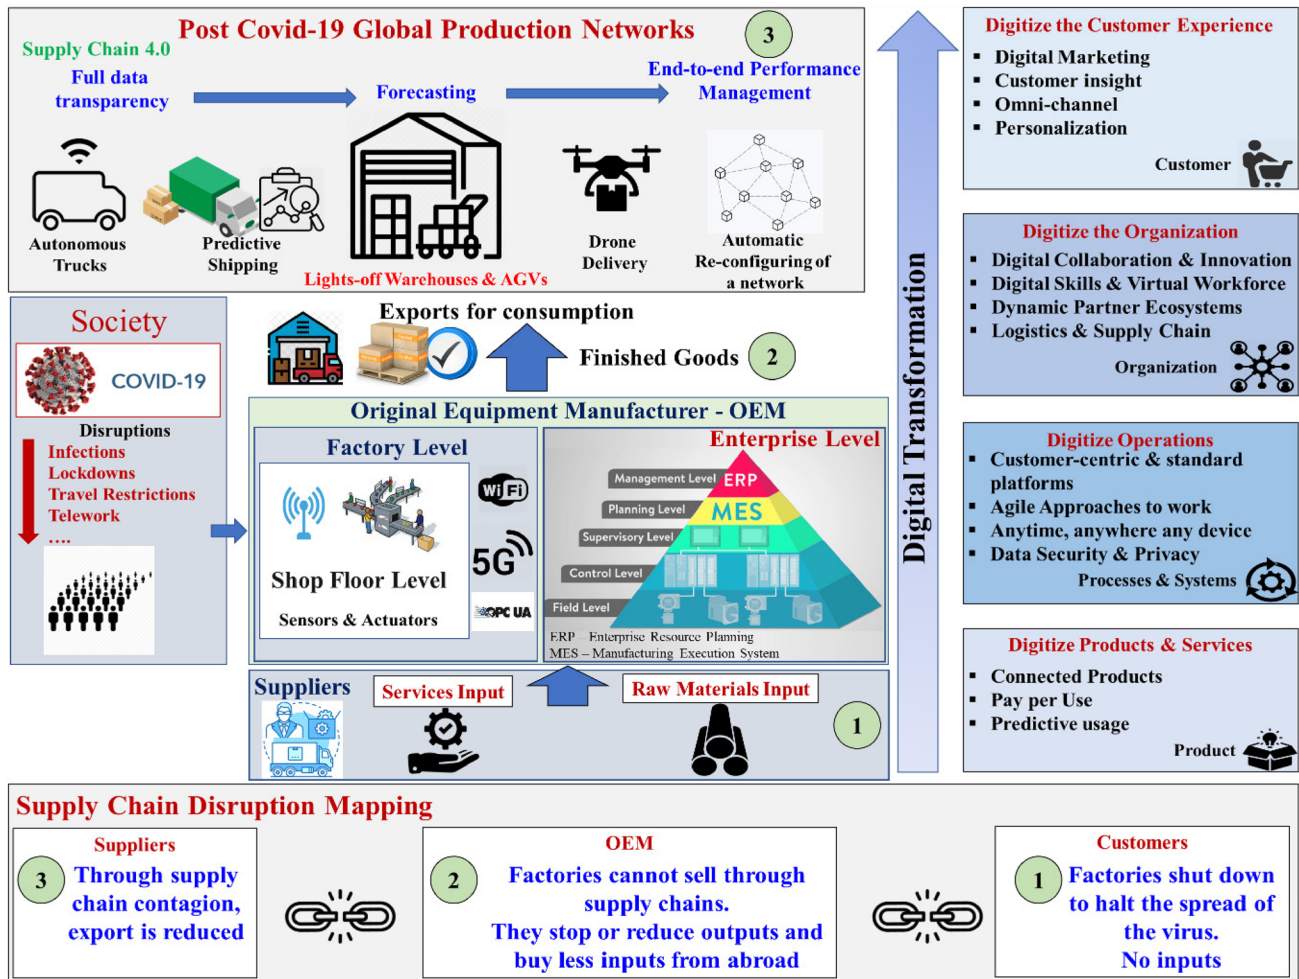 Post Covid-19 Global Production Networks
3
Supply Chain 4.0
Full data
transparency
Forecasting
End-to-end Performance
Management
Autonomous
Trucks
Predictive
Shipping
Lights-off Warehouses & AGVs
Drone
Delivery
Automatic
Re-configuring of
a network
Society
COVID-19
Disruptions
Infections
Lockdowns
Travel Restrictions
Telework
....
Exports for consumption
Finished Goods
2
Original Equipment Manufacturer - OEM
Factory Level
Shop Floor Level
Sensors & Actuators
WiFi
5G
OPC UA
Enterprise Level
Management Level
ERP
Planning Level
MES
Supervisory Level
Control Level
Field Level
ERP – Enterprise Resource Planning
MES – Manufacturing Execution System
Suppliers
Services Input
Raw Materials Input
1
Digital Transformation
Digitize the Customer Experience
▪ Digital Marketing
▪ Customer insight
▪ Omni-channel
▪ Personalization
Customer
Digitize the Organization
▪ Digital Collaboration & Innovation
▪ Digital Skills & Virtual Workforce
▪ Dynamic Partner Ecosystems
▪ Logistics & Supply Chain
Organization
Digitize Operations
▪ Customer-centric & standard
platforms
▪ Agile Approaches to work
▪ Anytime, anywhere any device
▪ Data Security & Privacy
Processes & Systems
Digitize Products & Services
▪ Connected Products
▪ Pay per Use
▪ Predictive usage
Product
Supply Chain Disruption Mapping
Suppliers
3
Through supply
chain contagion,
export is reduced
OEM
2
Factories cannot sell through
supply chains.
They stop or reduce outputs and
buy less inputs from abroad
Customers
1
Factories shut down
to halt the spread of
the virus.
No inputs